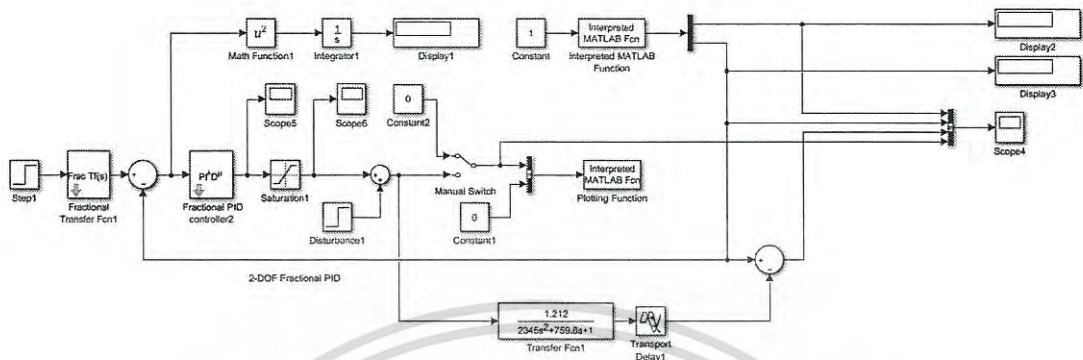 u²
Math Function1
1
s
Integrator1
Display1
1
Constant
Interpreted
MATLAB Fcn
Interpreted MATLAB
Function
Display2
Display3
Scope5
Scope6
0
Constant2
Scope4
Step1
Frac Tf(s)
Fractional
Transfer Fcn1
PIᵏDᵘ
Fractional PID
controller2
Saturation1
Disturbance1
Manual Switch
0
Constant1
Interpreted
MATLAB Fcn
Plotting Function
2-DOF Fractional PID
1.212
2345s²+759.8s+1
Transfer Fcn1
Transport
Delay1